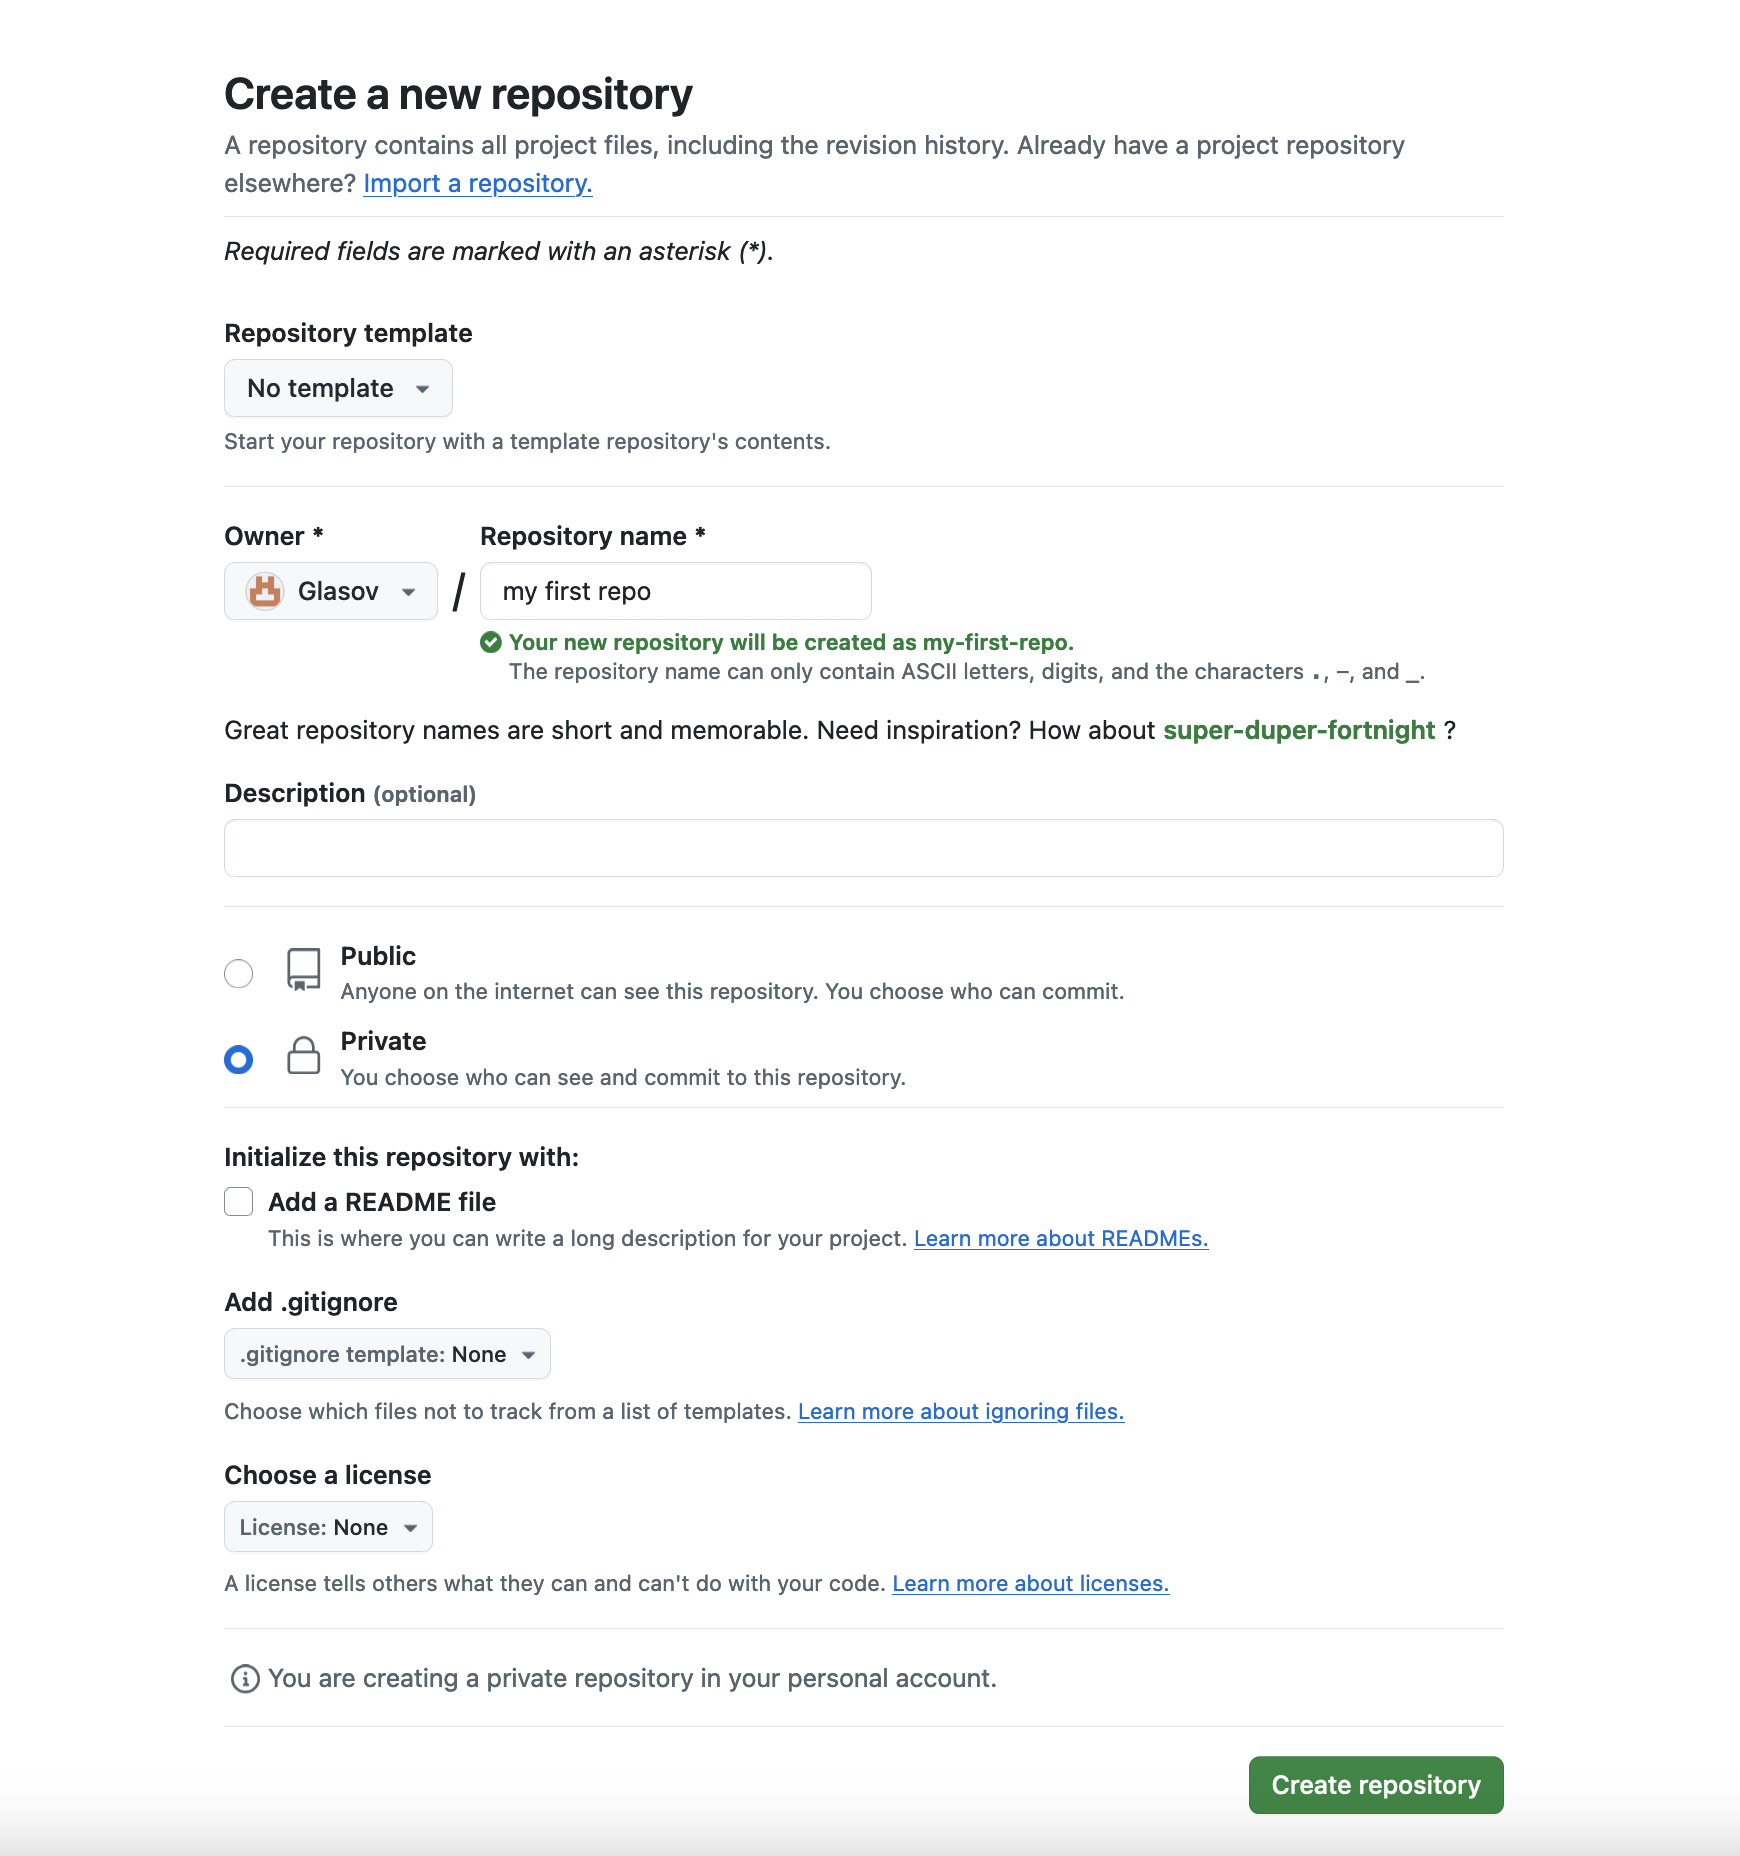 Create a new repository
A repository contains all project files, including the revision history. Already have a project repository
elsewhere? Import a repository.
Required fields are marked with an asterisk (*).
Repository template
No template
Start your repository with a template repository's contents.
Owner *
Repository name *
Glasov
/
my first repo
Your new repository will be created as my-first-repo.
The repository name can only contain ASCII letters, digits, and the characters ., –, and _.
Great repository names are short and memorable. Need inspiration? How about super-duper-fortnight ?
Description (optional)
Public
Anyone on the internet can see this repository. You choose who can commit.
Private
You choose who can see and commit to this repository.
Initialize this repository with:
Add a README file
This is where you can write a long description for your project. Learn more about READMEs.
Add .gitignore
.gitignore template: None
Choose which files not to track from a list of templates. Learn more about ignoring files.
Choose a license
License: None
A license tells others what they can and can't do with your code. Learn more about licenses.
You are creating a private repository in your personal account.
Create repository